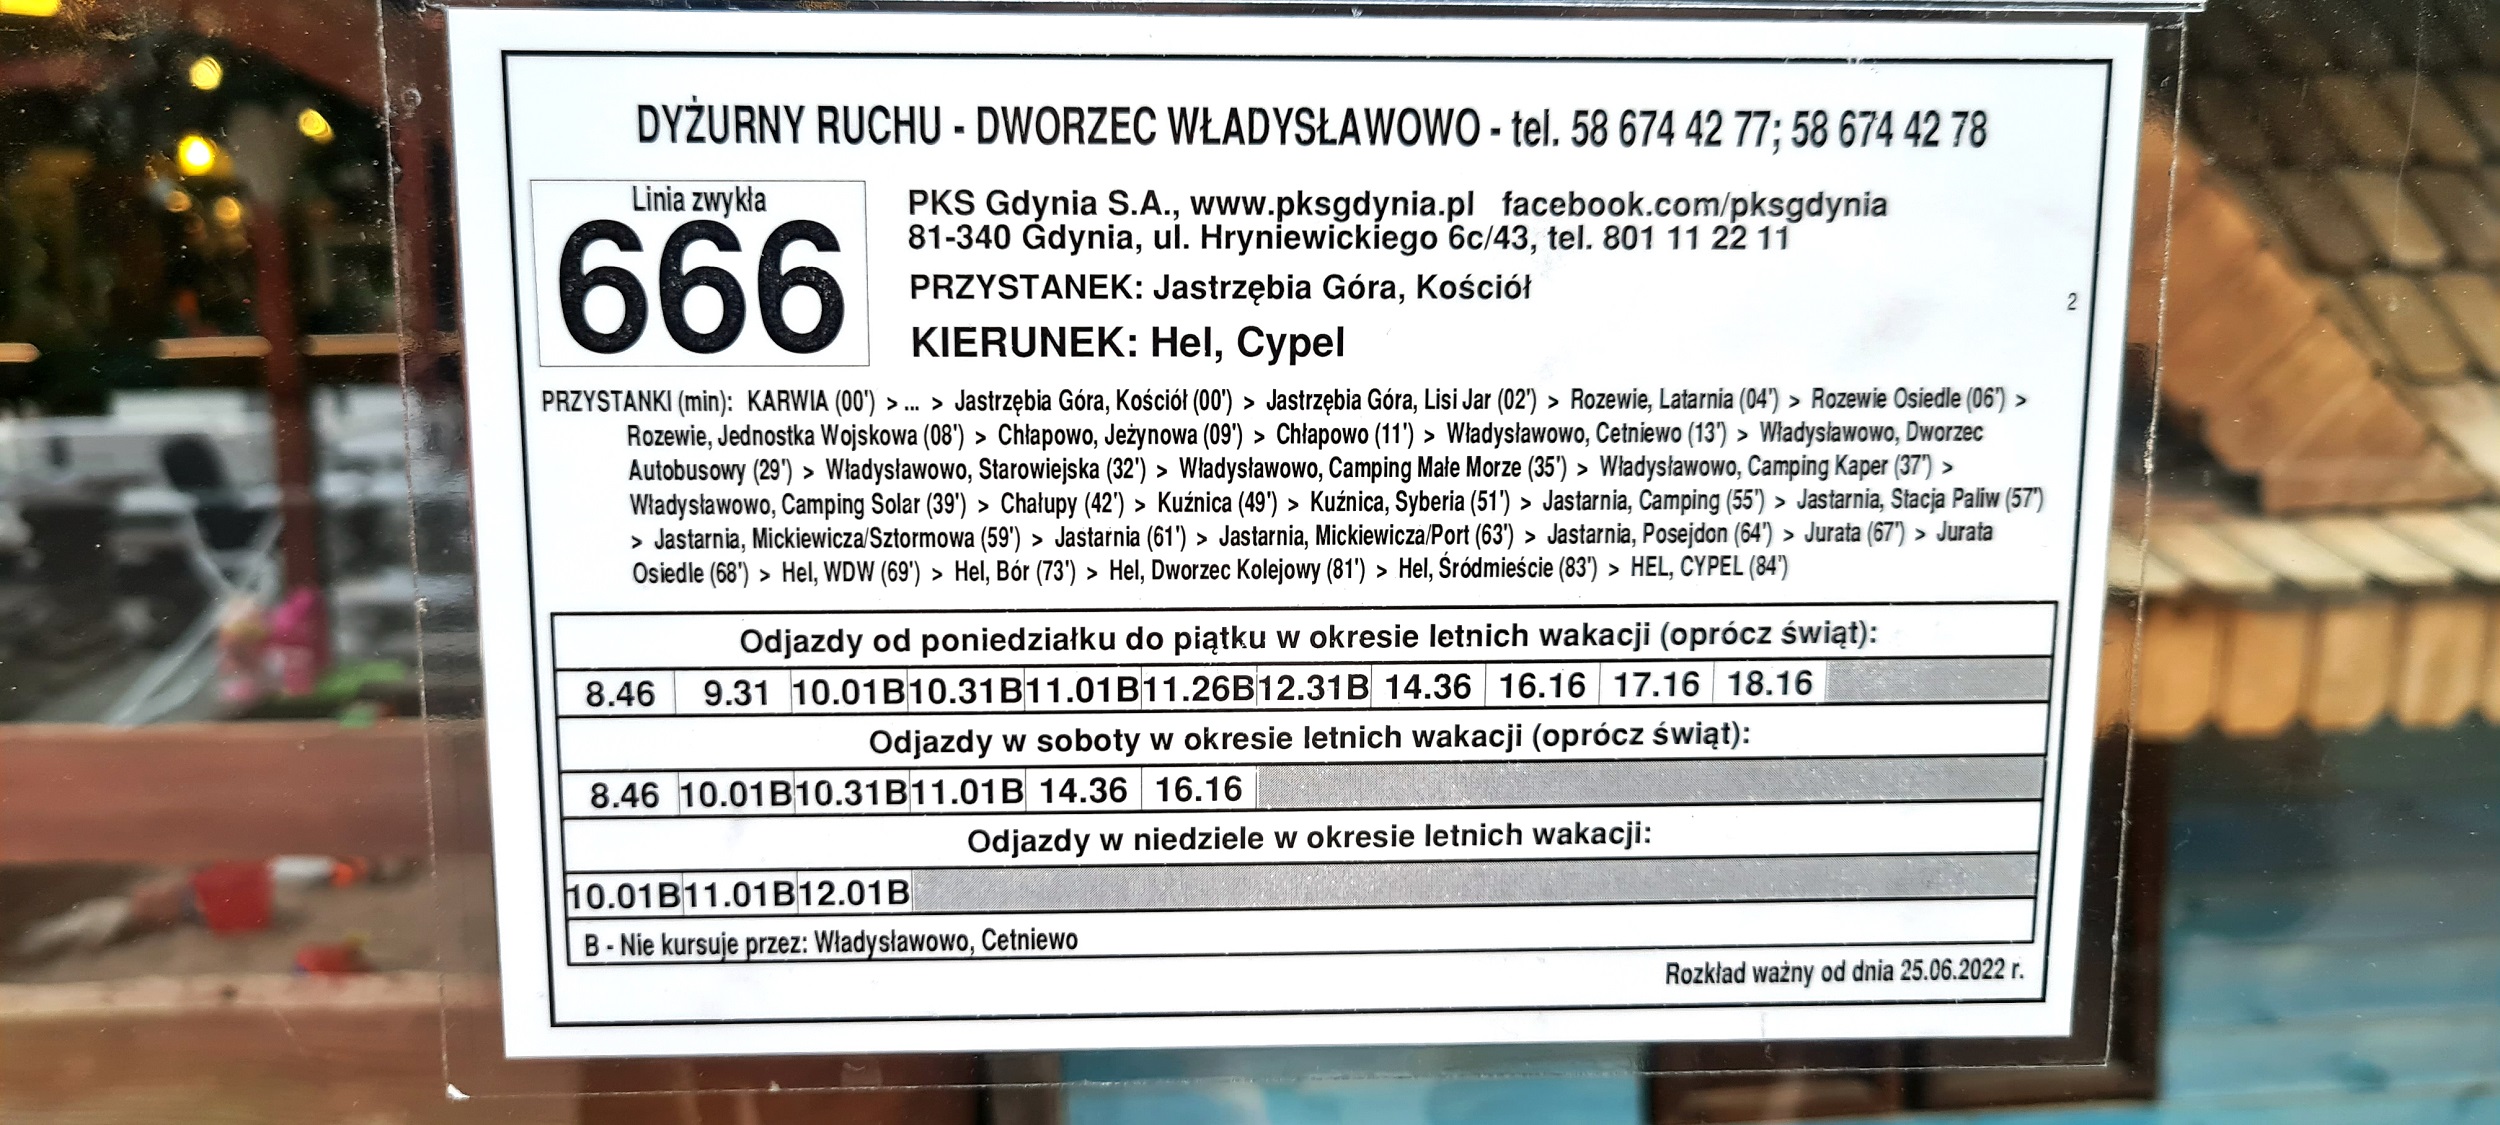 DYŻURNY RUCHU - DWORZEC WŁADYSŁAWOWO - tel. 58 674 42 77; 58 674 42 78
Linia zwykła
666
PKS Gdynia S.A., www.pksgdynia.pl facebook.com/pksgdynia
81-340 Gdynia, ul. Hryniewickiego 6c/43, tel. 801 11 22 11
PRZYSTANEK: Jastrzębia Góra, Kościół
2
KIERUNEK: Hel, Cypel
PRZYSTANKI (min): KARWIA (00') > ... > Jastrzębia Góra, Kościół (00') > Jastrzębia Góra, Lisi Jar (02') > Rozewie, Latarnia (04') > Rozewie Osiedle (06') >
Rozewie, Jednostka Wojskowa (08') > Chłapowo, Jeżynowa (09') > Chłapowo (11') > Władysławowo, Cetniewo (13') > Władysławowo, Dworzec
Autobusowy (29') > Władysławowo, Starowiejska (32') > Władysławowo, Camping Małe Morze (35') > Władysławowo, Camping Kaper (37') >
Władysławowo, Camping Solar (39') > Chałupy (42') > Kuźnica (49') > Kuźnica, Syberia (51') > Jastarnia, Camping (55') > Jastarnia, Stacja Paliw (57')
> Jastarnia, Mickiewicza/Sztormowa (59') > Jastarnia (61') > Jastarnia, Mickiewicza/Port (63') > Jastarnia, Posejdon (64') > Jurata (67') > Jurata
Osiedle (68') > Hel, WDW (69') > Hel, Bór (73') > Hel, Dworzec Kolejowy (81') > Hel, Śródmieście (83') > HEL, CYPEL (84')
Odjazdy od poniedziałku do piątku w okresie letnich wakacji (oprócz świąt):
8.46 9.31 10.01B 10.31B 11.01B 11.26B 12.31B 14.36 16.16 17.16 18.16
Odjazdy w soboty w okresie letnich wakacji (oprócz świąt):
8.46 10.01B 10.31B 11.01B 14.36 16.16
Odjazdy w niedziele w okresie letnich wakacji:
10.01B 11.01B 12.01B
B - Nie kursuje przez: Władysławowo, Cetniewo
Rozkład ważny od dnia 25.06.2022 r.